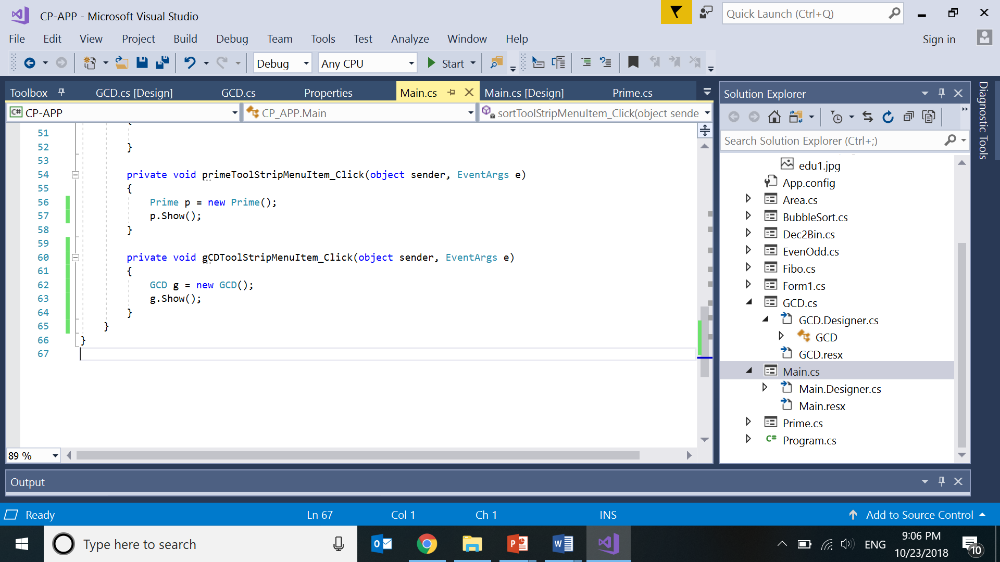 CP-APP - Microsoft Visual Studio
Quick Launch (Ctrl+Q)
File Edit View Project Build Debug Team Tools Test Analyze Window Help
Sign in
Debug Any CPU Start
Toolbox GCD.cs [Design] GCD.cs Properties Main.cs Main.cs [Design] Prime.cs
C# CP-APP CP_APP.Main sortToolStripMenuItem_Click(object sende
51
52 }
53
54 private void primeToolStripMenuItem_Click(object sender, EventArgs e)
55 {
56 Prime p = new Prime();
57 p.Show();
58 }
59
60 private void gCDToolStripMenuItem_Click(object sender, EventArgs e)
61 {
62 GCD g = new GCD();
63 g.Show();
64 }
65 }
66 }
67
89 %
Solution Explorer
Search Solution Explorer (Ctrl+;)
edu1.jpg
App.config
Area.cs
BubbleSort.cs
Dec2Bin.cs
EvenOdd.cs
Fibo.cs
Form1.cs
GCD.cs
GCD.Designer.cs
GCD
GCD.resx
Main.cs
Main.Designer.cs
Main.resx
Prime.cs
C# Program.cs
Diagnostic Tools
Output
Ready Ln 67 Col 1 Ch 1 INS Add to Source Control
Type here to search
ENG
9:06 PM
10/23/2018
10